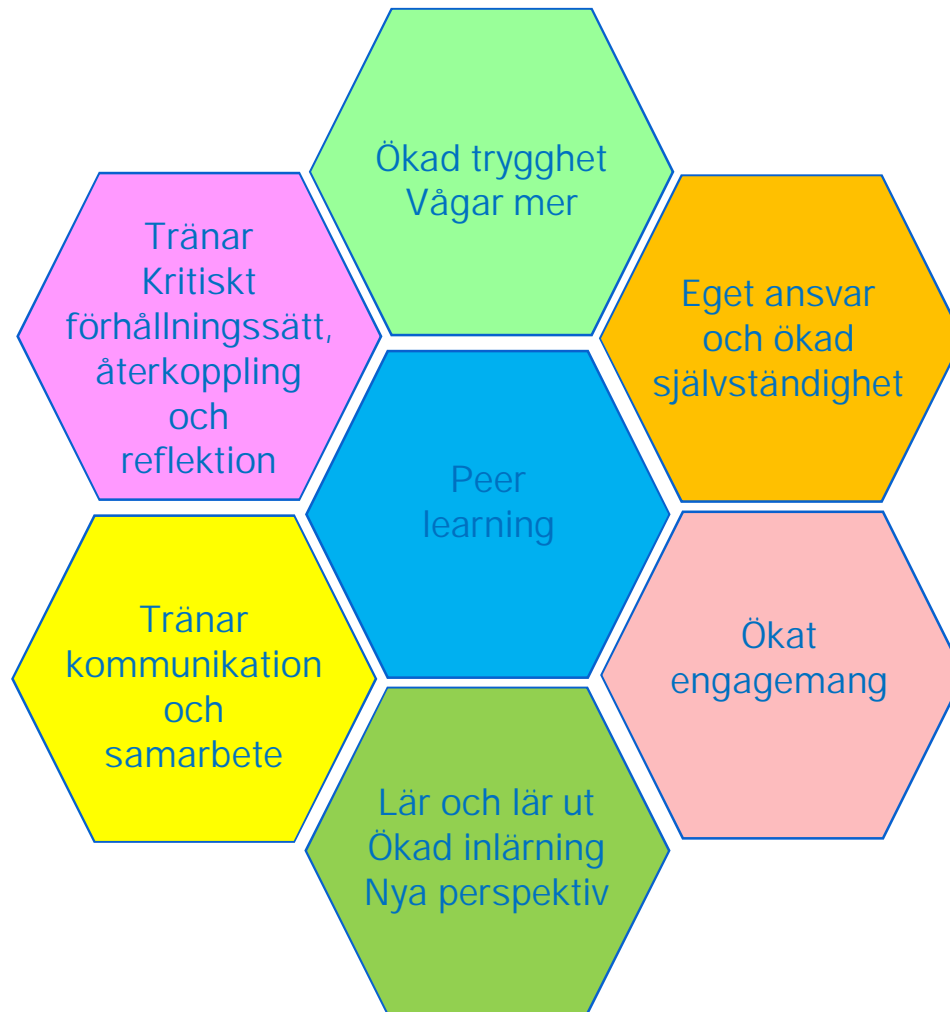 Ökad trygghet
Vågar mer
Tränar
Kritiskt
förhållningssätt,
återkoppling
och
reflektion
Eget ansvar
och ökad
självständighet
Peer
learning
Tränar
kommunikation
och
samarbete
Ökat
engagemang
Lär och lär ut
Ökad inlärning
Nya perspektiv